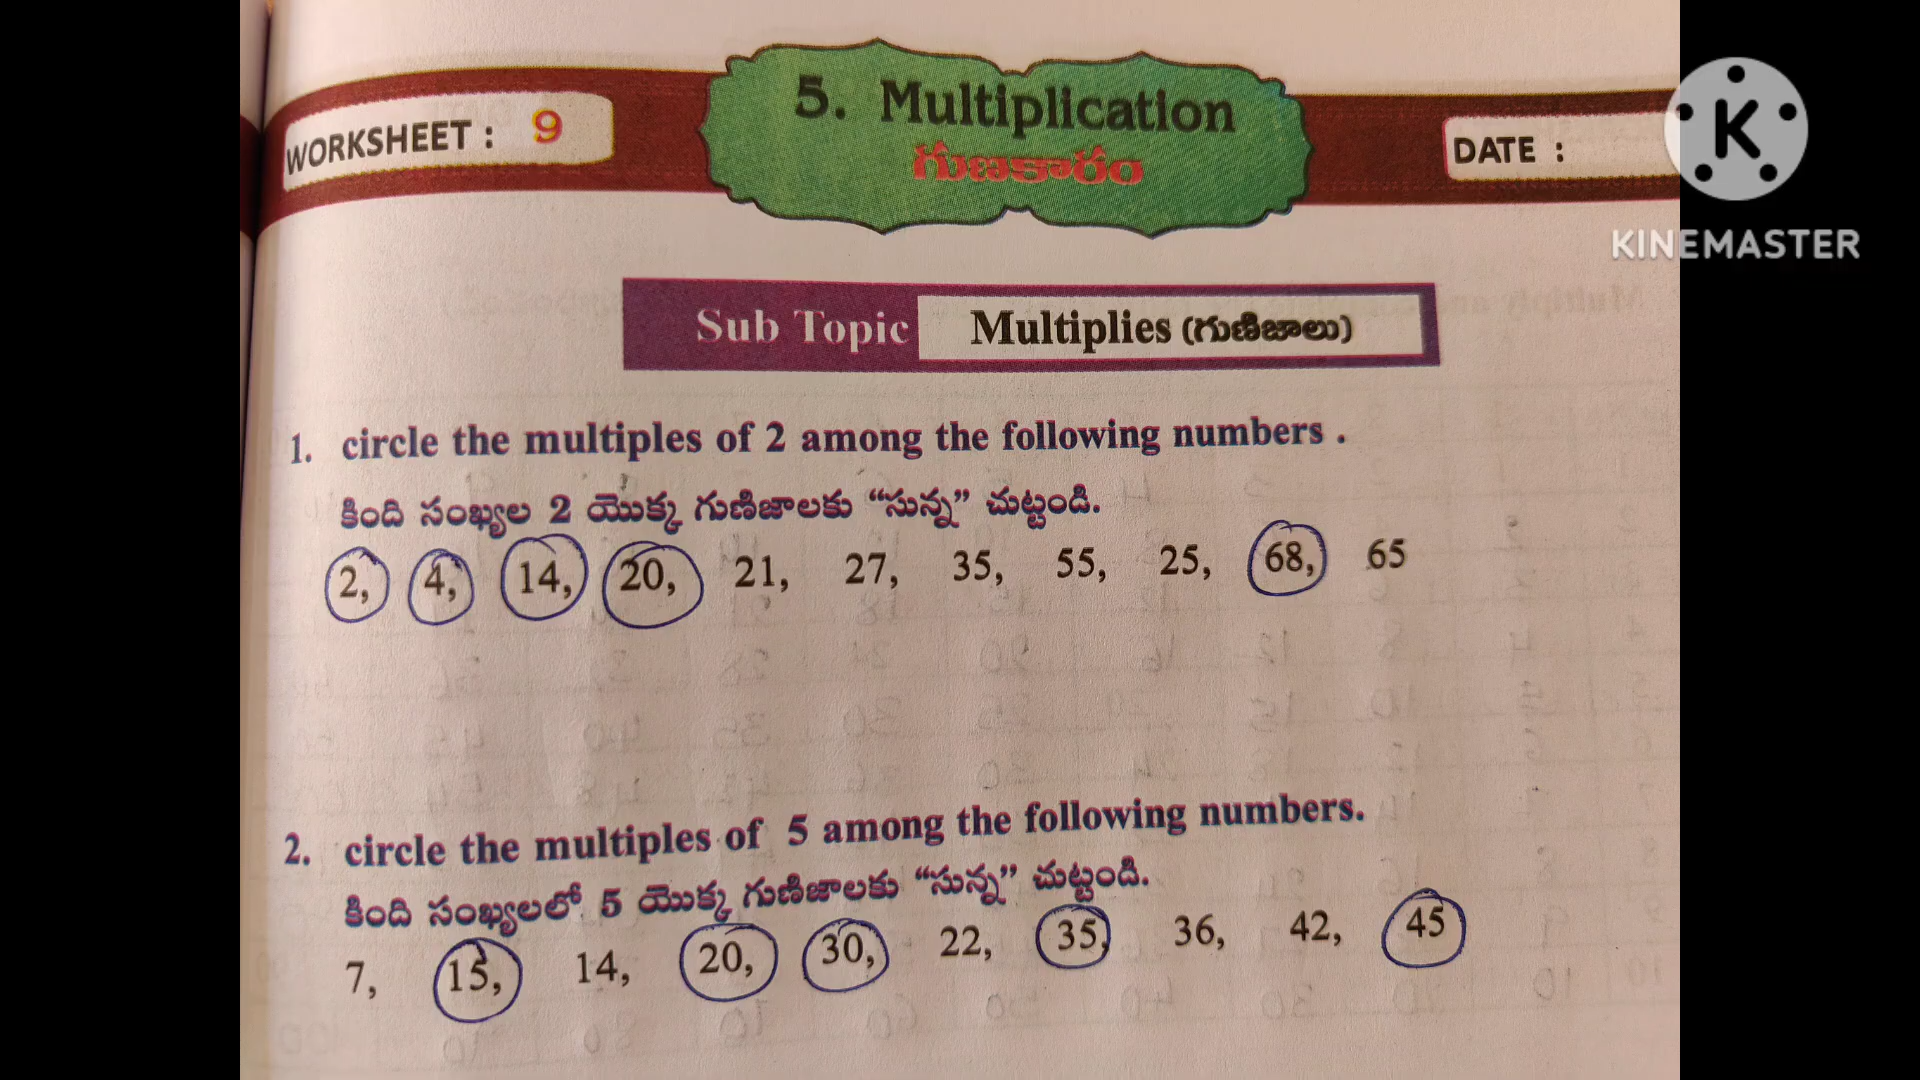 WORKSHEET : 9
5. Multiplication
గుణకారం
DATE :
K
KINEMASTER
Sub Topic Multiplies (గుణిజాలు)
1. circle the multiples of 2 among the following numbers .
కింది సంఖ్యల 2 యొక్క గుణిజాలకు “సున్న” చుట్టండి.
2, 4, 14, 20, 21, 27, 35, 55, 25, 68, 65
2. circle the multiples of 5 among the following numbers.
కింది సంఖ్యలలో 5 యొక్క గుణిజాలకు “సున్న” చుట్టండి.
7, 15, 14, 20, 30, 22, 35, 36, 42, 45